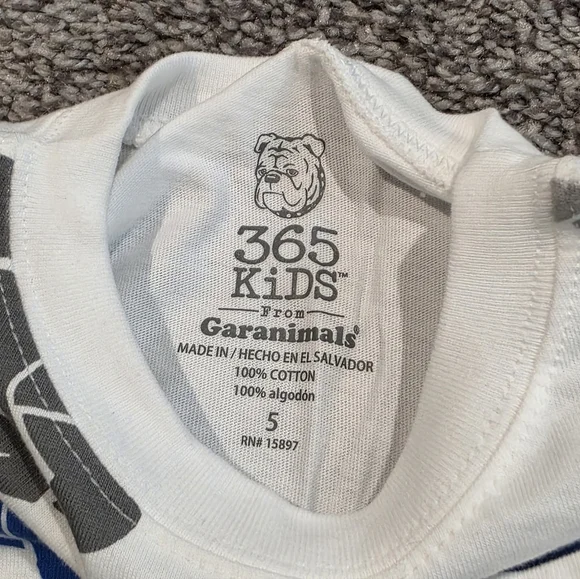 365
KiDS™
From
Garanimals®
MADE IN / HECHO EN EL SALVADOR
100% COTTON
100% algodón
5
RN# 15897